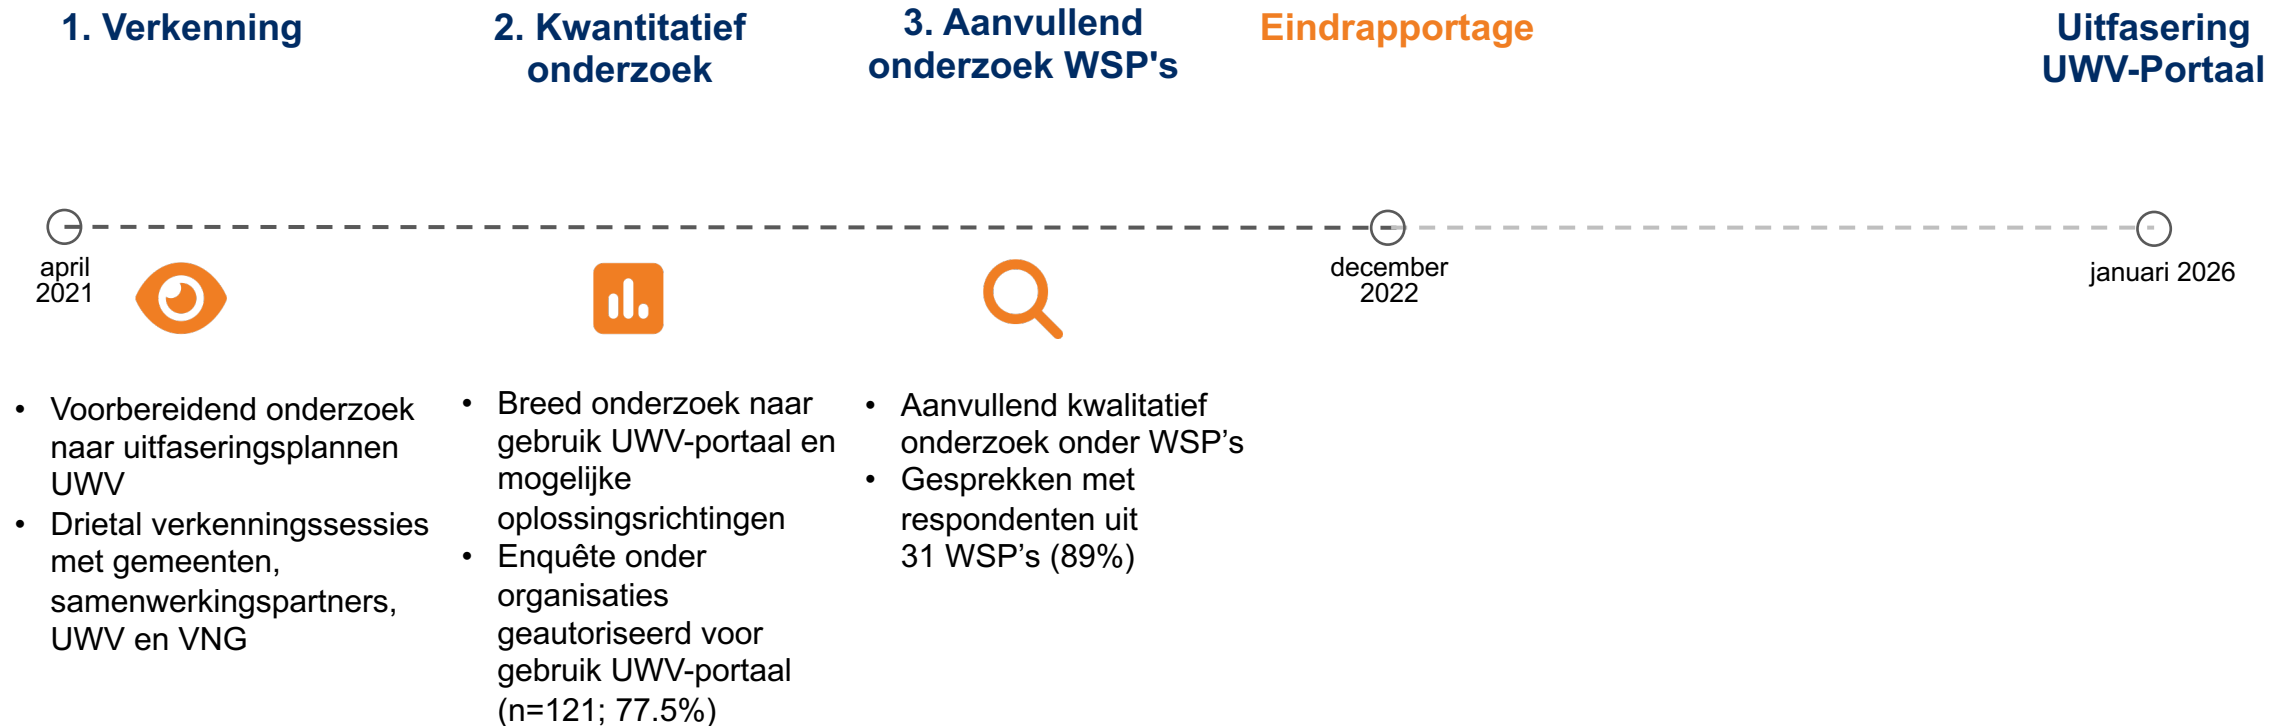 1. Verkenning
2. Kwantitatief
onderzoek
3. Aanvullend
onderzoek WSP's
Eindrapportage
Uitfasering
UWV-Portaal
april
2021
december
2022
januari 2026
• Voorbereidend onderzoek
naar uitfaseringsplannen
UWV
• Drietal verkenningssessies
met gemeenten,
samenwerkingspartners,
UWV en VNG
• Breed onderzoek naar
gebruik UWV-portaal en
mogelijke
oplossingsrichtingen
• Enquête onder
organisaties
geautoriseerd voor
gebruik UWV-portaal
(n=121; 77.5%)
• Aanvullend kwalitatief
onderzoek onder WSP’s
• Gesprekken met
respondenten uit
31 WSP’s (89%)